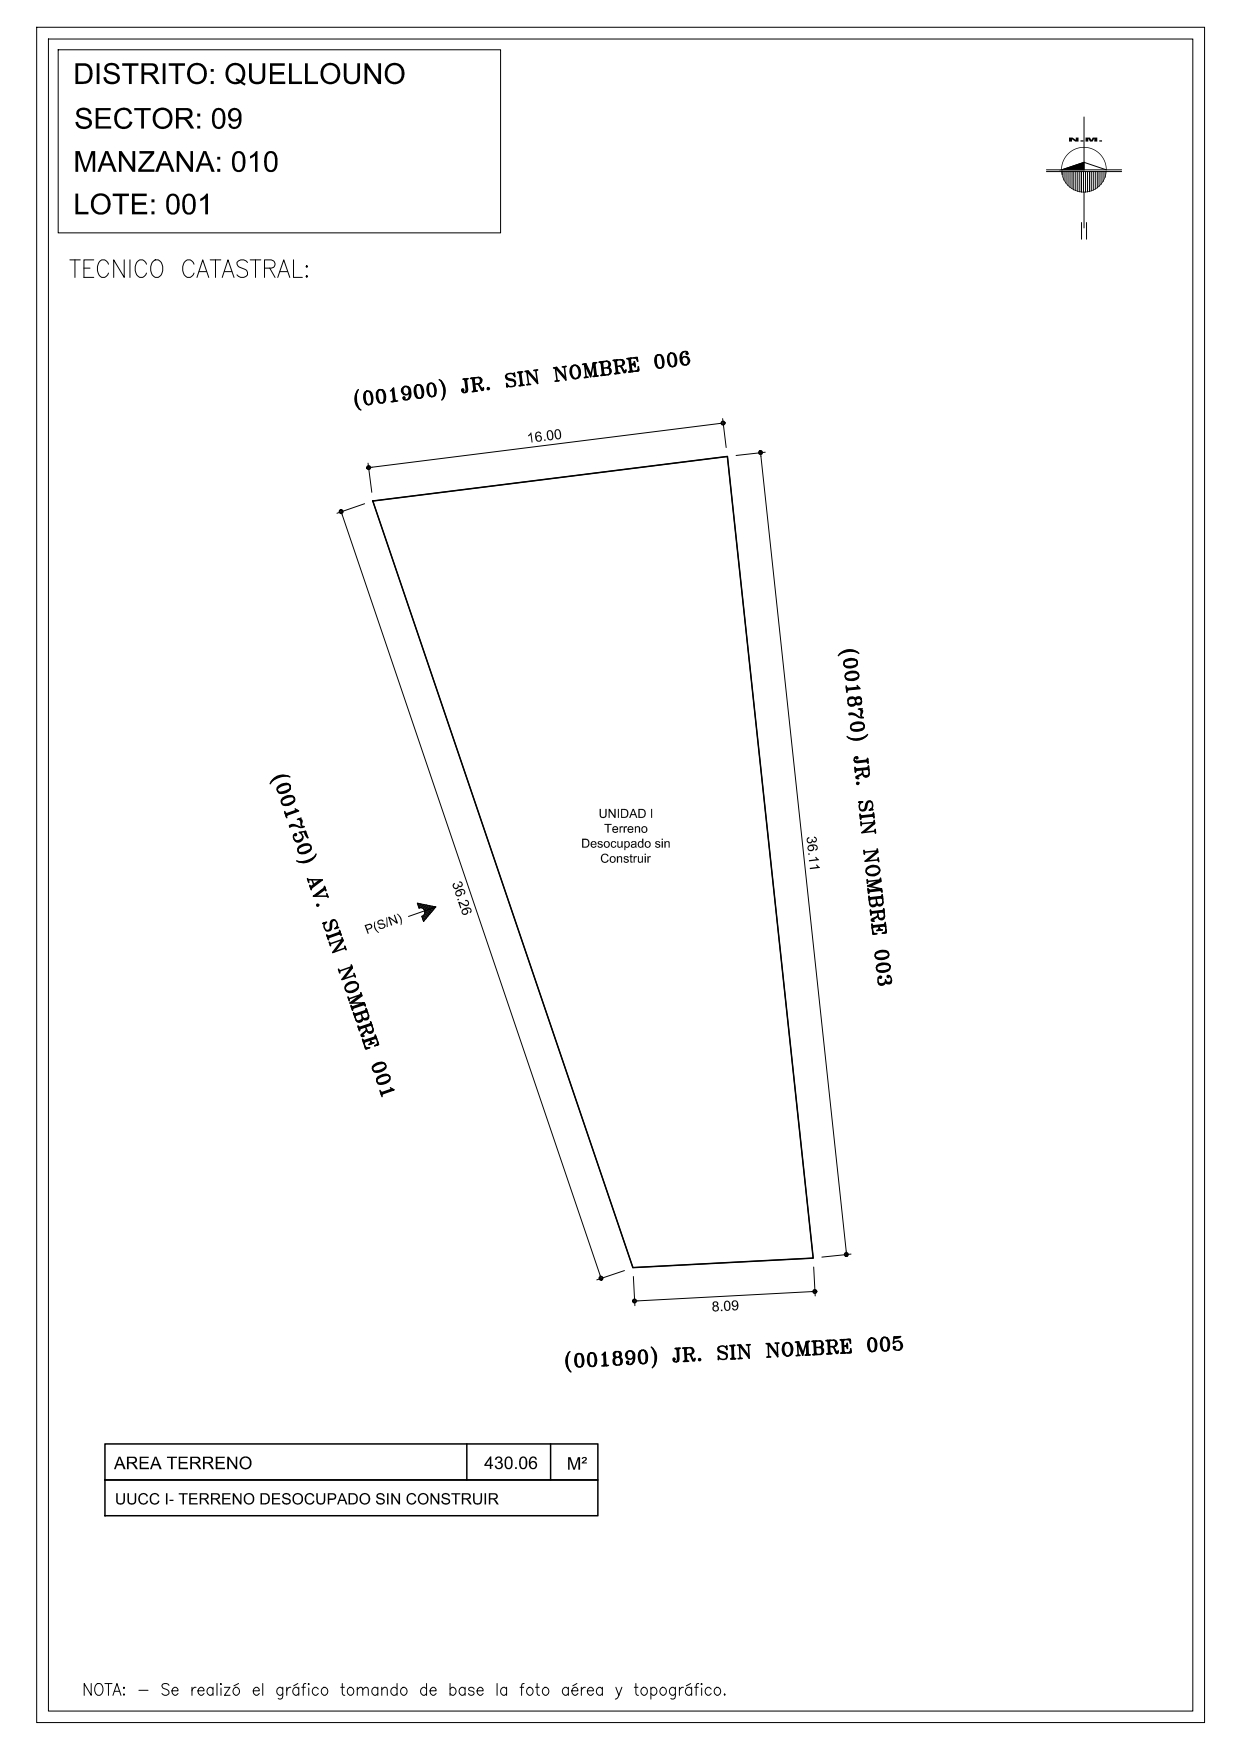 DISTRITO: QUELLOUNO
SECTOR: 09
MANZANA: 010
LOTE: 001
N.M.
TECNICO CATASTRAL:
(001900) JR. SIN NOMBRE 006
16.00
(001870) JR. SIN NOMBRE 003
36.11
UNIDAD I
Terreno
Desocupado sin
Construir
(001750) AV. SIN NOMBRE 001
P(S/N)
36.26
8.09
(001890) JR. SIN NOMBRE 005
AREA TERRENO 430.06 M²
UUCC I- TERRENO DESOCUPADO SIN CONSTRUIR
NOTA: – Se realizó el gráfico tomando de base la foto aérea y topográfico.